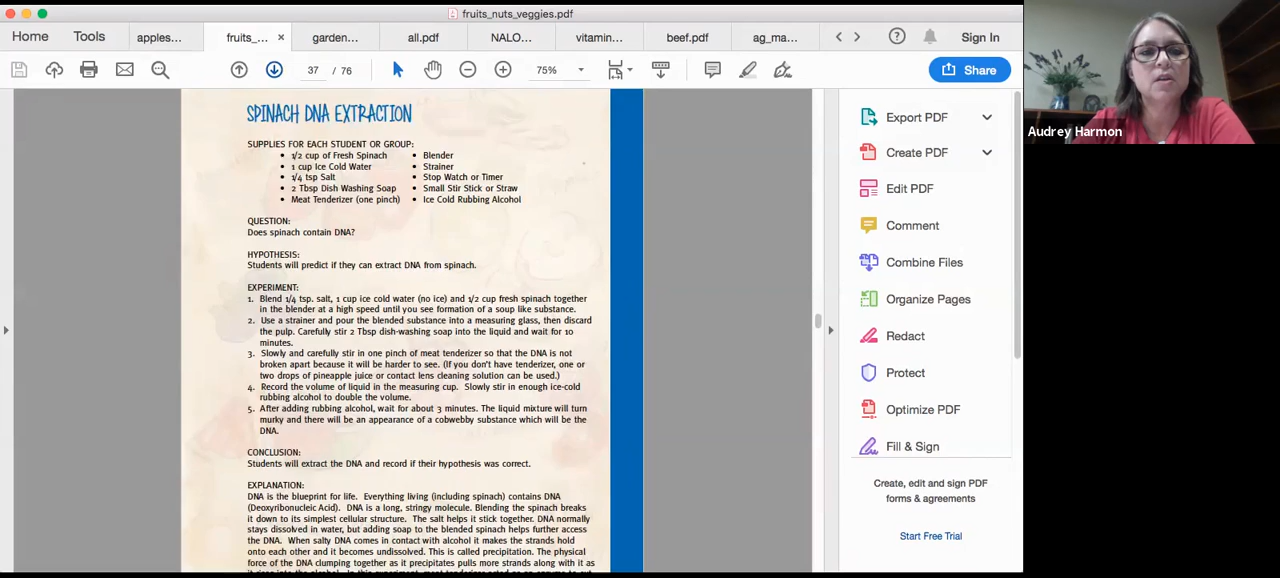 fruits_nuts_veggies.pdf
Home Tools apples... fruits_... × garden... all.pdf NALO... vitamin... beef.pdf ag_ma... Sign In
37 / 76 75% Share
SPINACH DNA EXTRACTION
SUPPLIES FOR EACH STUDENT OR GROUP:
• 1/2 cup of Fresh Spinach • Blender
• 1 cup Ice Cold Water • Strainer
• 1/4 tsp Salt • Stop Watch or Timer
• 2 Tbsp Dish Washing Soap • Small Stir Stick or Straw
• Meat Tenderizer (one pinch) • Ice Cold Rubbing Alcohol
QUESTION:
Does spinach contain DNA?
HYPOTHESIS:
Students will predict if they can extract DNA from spinach.
EXPERIMENT:
1. Blend 1/4 tsp. salt, 1 cup ice cold water (no ice) and 1/2 cup fresh spinach together
in the blender at a high speed until you see formation of a soup like substance.
2. Use a strainer and pour the blended substance into a measuring glass, then discard
the pulp. Carefully stir 2 Tbsp dish-washing soap into the liquid and wait for 10
minutes.
3. Slowly and carefully stir in one pinch of meat tenderizer so that the DNA is not
broken apart because it will be harder to see. (If you don't have tenderizer, one or
two drops of pineapple juice or contact lens cleaning solution can be used.)
4. Record the volume of liquid in the measuring cup. Slowly stir in enough ice-cold
rubbing alcohol to double the volume.
5. After adding rubbing alcohol, wait for about 3 minutes. The liquid mixture will turn
murky and there will be an appearance of a cobwebby substance which will be the
DNA.
CONCLUSION:
Students will extract the DNA and record if their hypothesis was correct.
EXPLANATION:
DNA is the blueprint for life. Everything living (including spinach) contains DNA
(Deoxyribonucleic Acid). DNA is a long, stringy molecule. Blending the spinach breaks
it down to its simplest cellular structure. The salt helps it stick together. DNA normally
stays dissolved in water, but adding soap to the blended spinach helps further access
the DNA. When salty DNA comes in contact with alcohol it makes the strands hold
onto each other and it becomes undissolved. This is called precipitation. The physical
force of the DNA clumping together as it precipitates pulls more strands along with it as
Export PDF
Create PDF
Edit PDF
Comment
Combine Files
Organize Pages
Redact
Protect
Optimize PDF
Fill & Sign
Create, edit and sign PDF
forms & agreements
Start Free Trial
Audrey Harmon